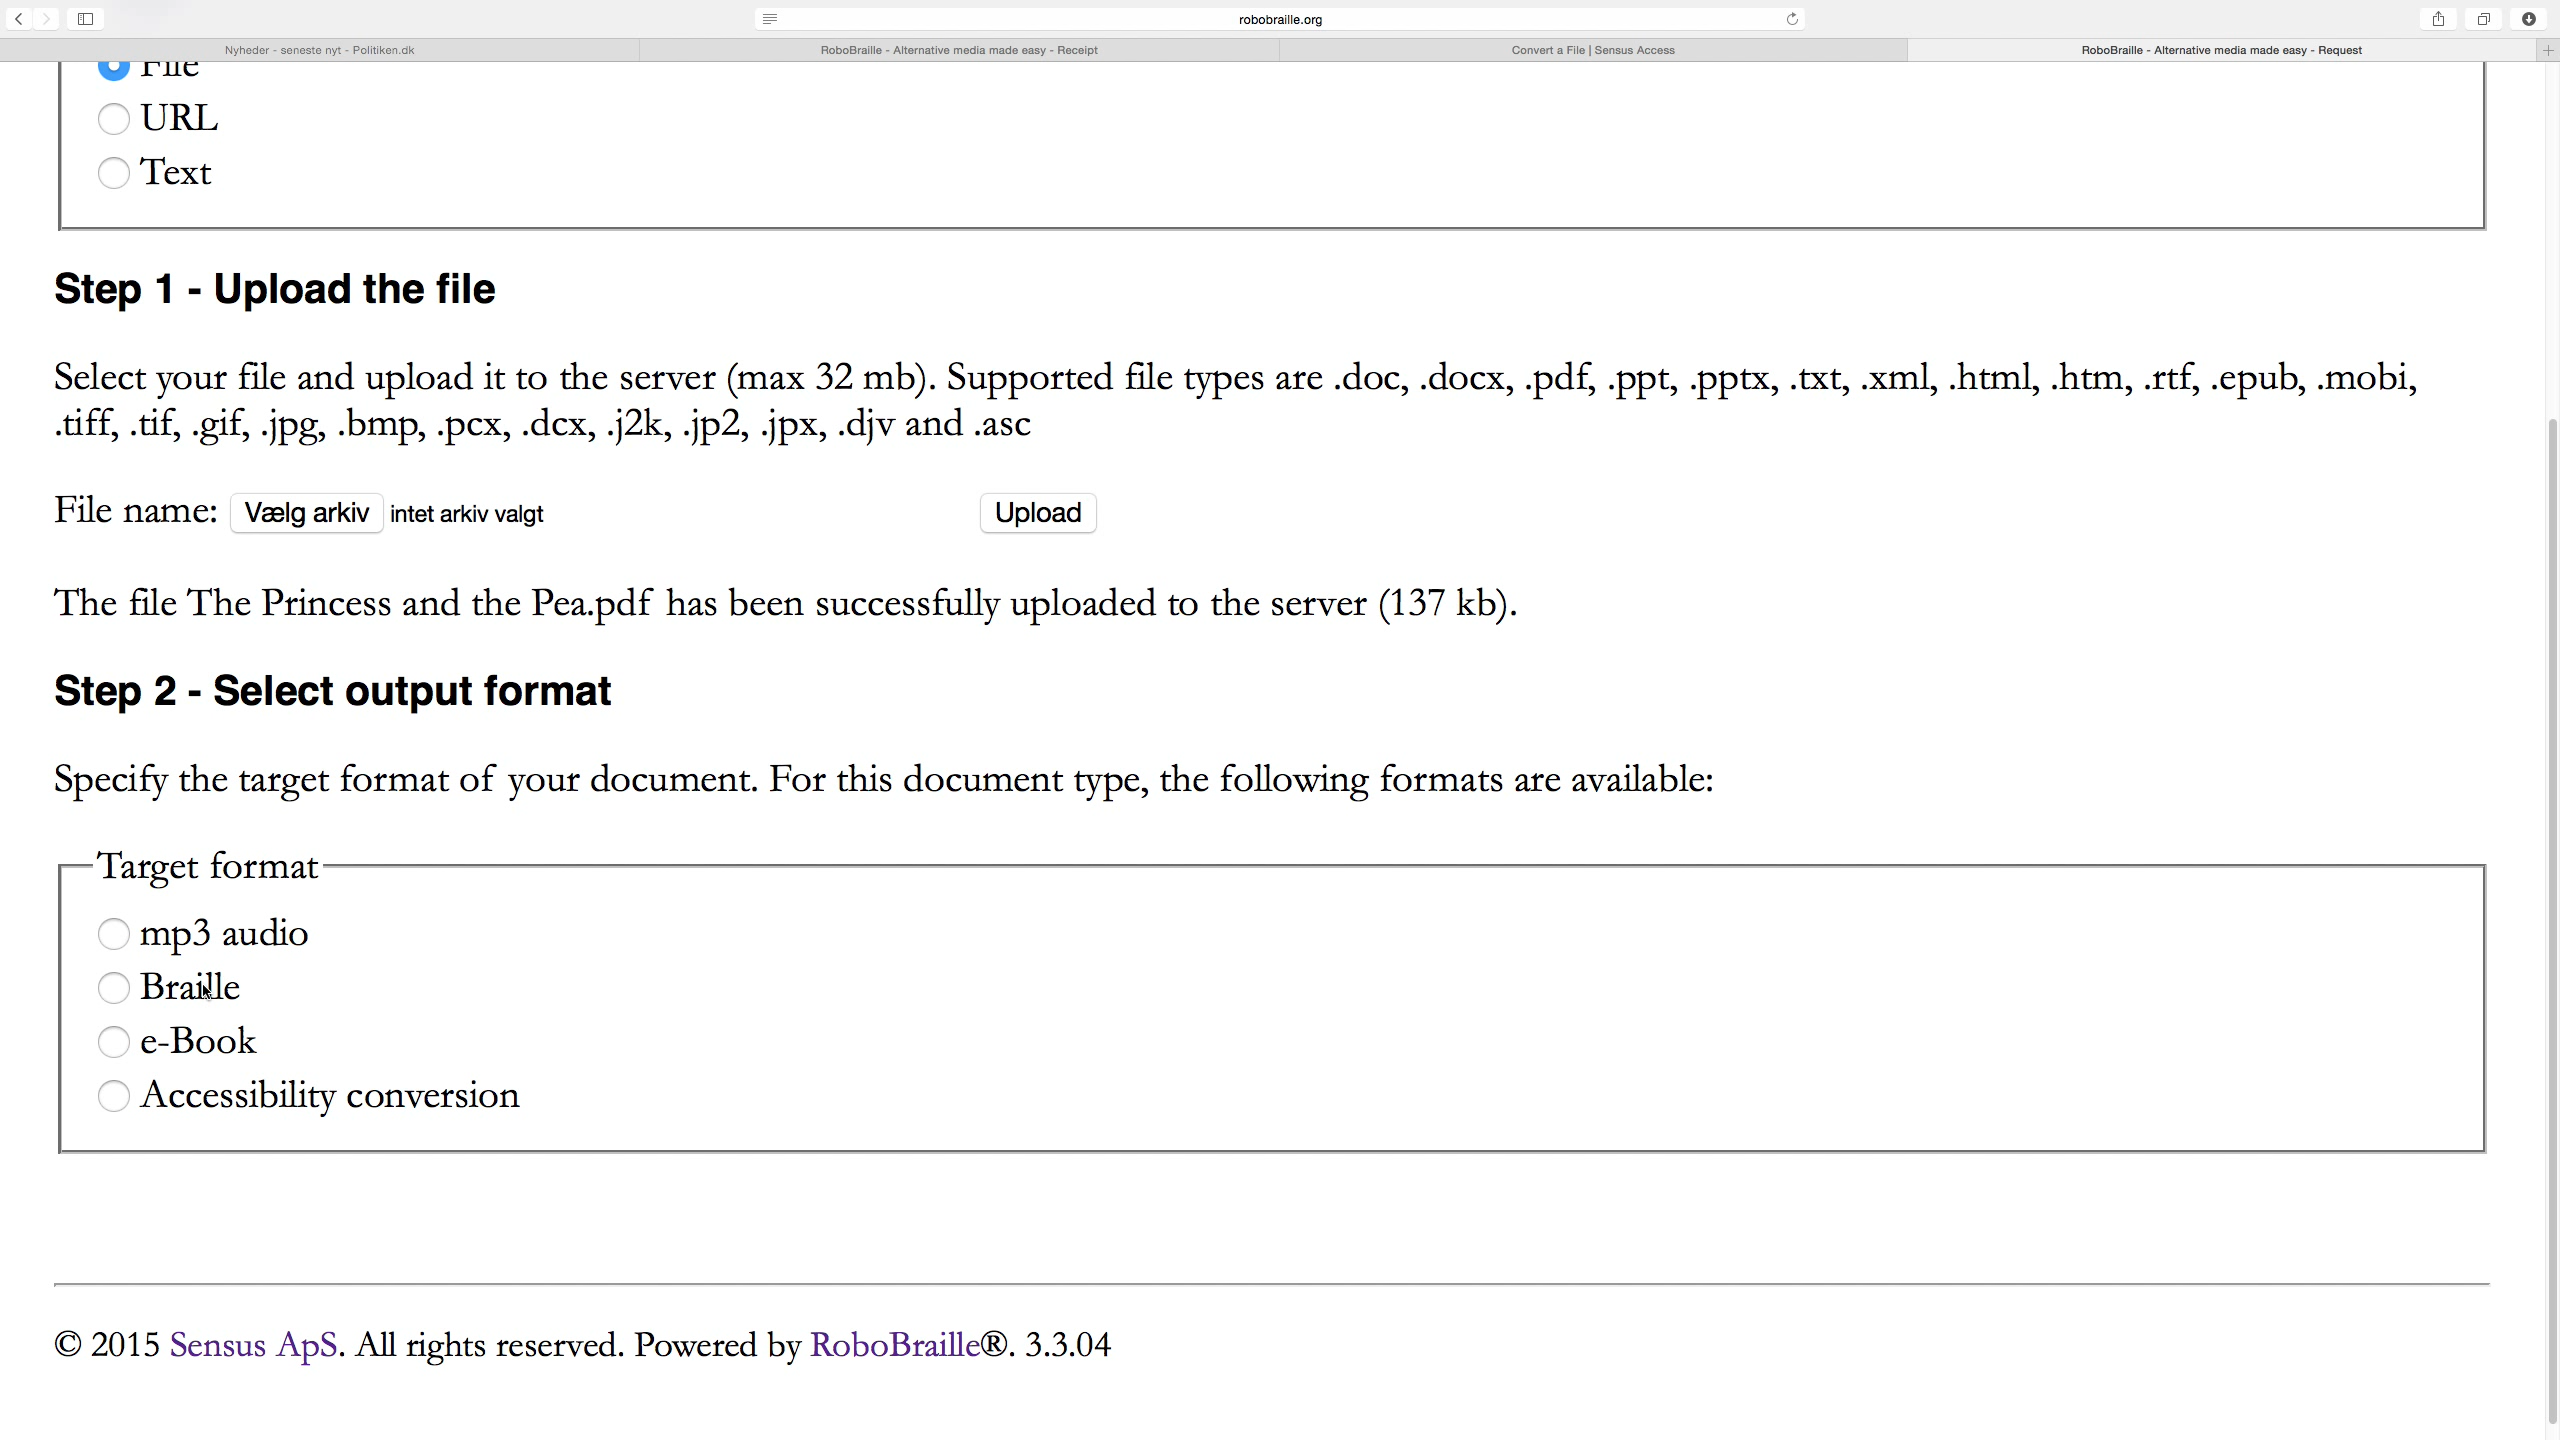 robobraille.org
Nyheder - seneste nyt - Politiken.dk
RoboBraille - Alternative media made easy - Receipt
Convert a File | Sensus Access
RoboBraille - Alternative media made easy - Request
File
URL
Text
Step 1 - Upload the file
Select your file and upload it to the server (max 32 mb). Supported file types are .doc, .docx, .pdf, .ppt, .pptx, .txt, .xml, .html, .htm, .rtf, .epub, .mobi,
.tiff, .tif, .gif, .jpg, .bmp, .pcx, .dcx, .j2k, .jp2, .jpx, .djv and .asc
File name: Vælg arkiv intet arkiv valgt Upload
The file The Princess and the Pea.pdf has been successfully uploaded to the server (137 kb).
Step 2 - Select output format
Specify the target format of your document. For this document type, the following formats are available:
Target format
mp3 audio
Braille
e-Book
Accessibility conversion
© 2015 Sensus ApS. All rights reserved. Powered by RoboBraille®. 3.3.04